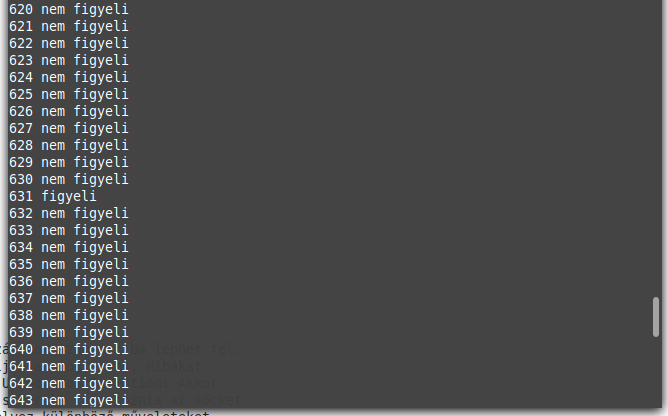 620 nem figyeli
621 nem figyeli
622 nem figyeli
623 nem figyeli
624 nem figyeli
625 nem figyeli
626 nem figyeli
627 nem figyeli
628 nem figyeli
629 nem figyeli
630 nem figyeli
631 figyeli
632 nem figyeli
633 nem figyeli
634 nem figyeli
635 nem figyeli
636 nem figyeli
637 nem figyeli
638 nem figyeli
639 nem figyeli
640 nem figyeli
641 nem figyeli
642 nem figyeli
643 nem figyeli
különböző műveleteket